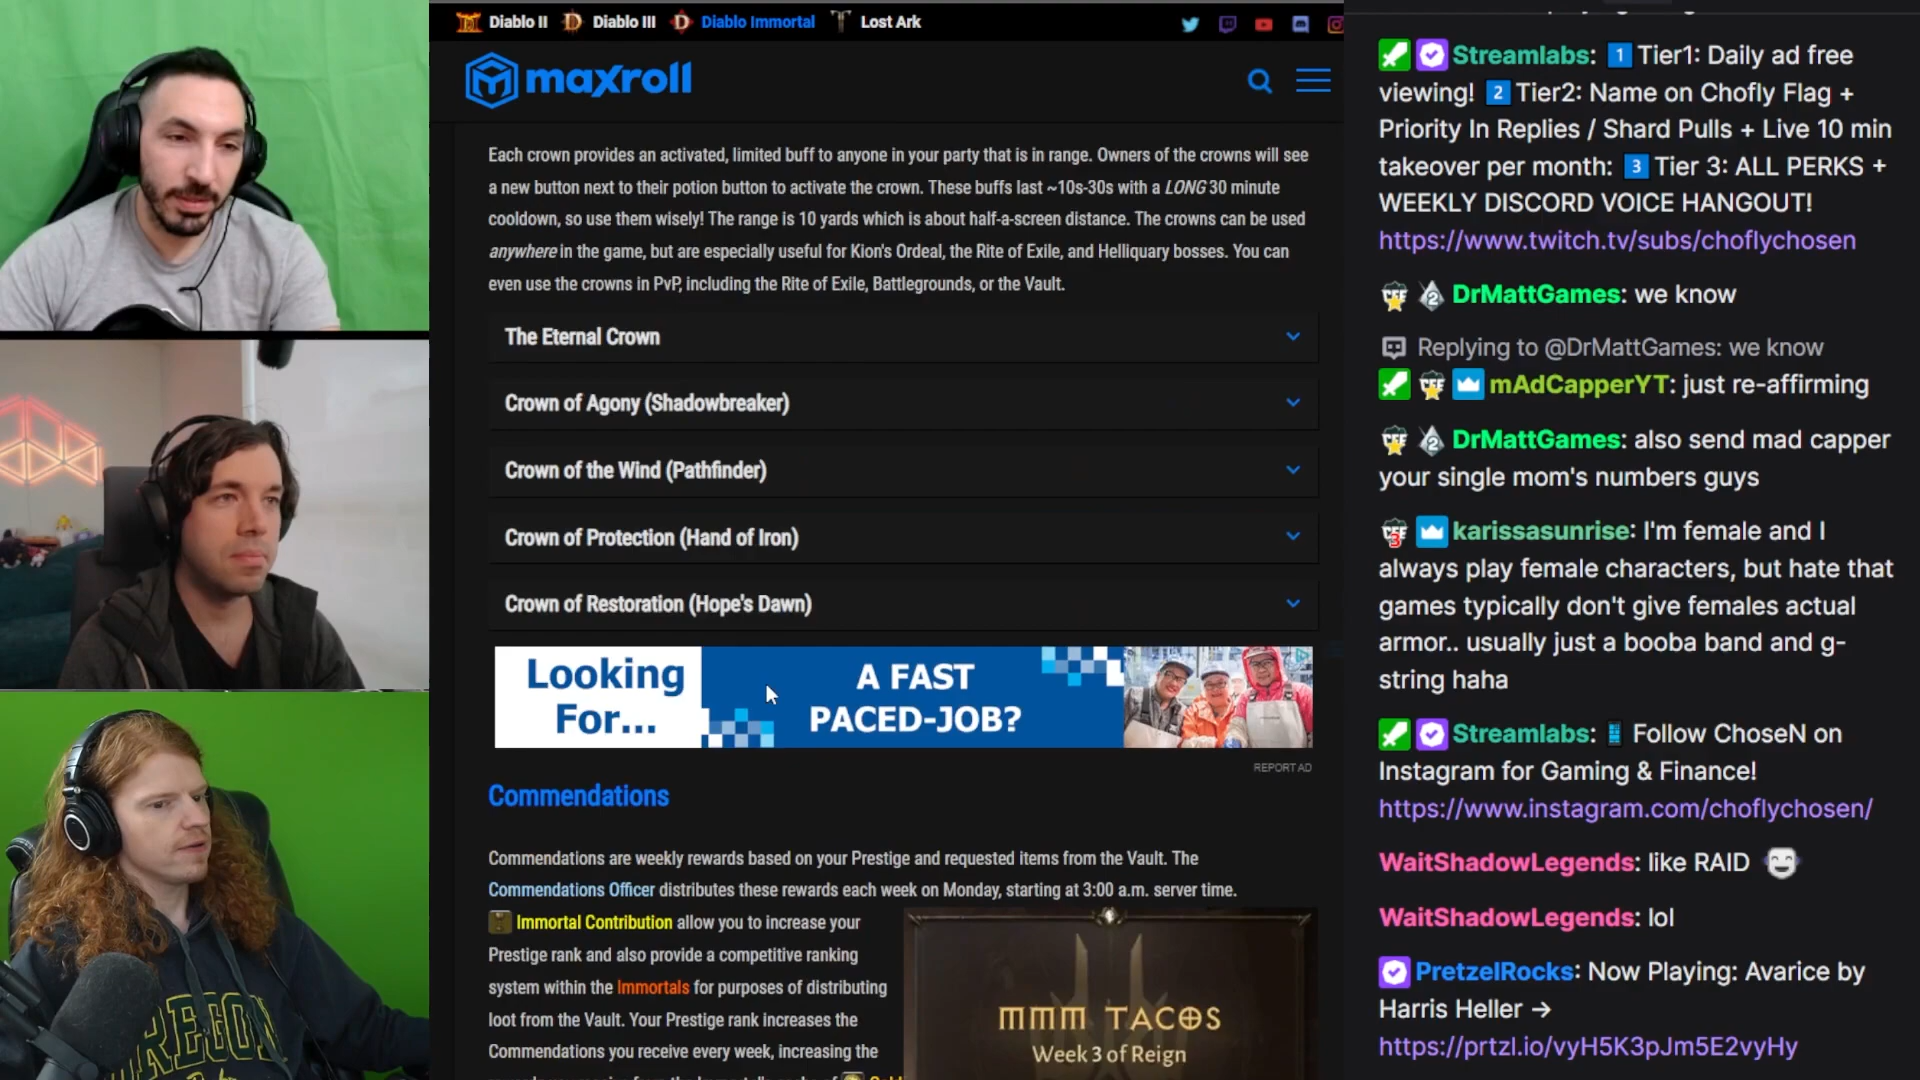 Diablo II
Diablo III
Diablo Immortal
Lost Ark
maxroll
Each crown provides an activated, limited buff to anyone in your party that is in range. Owners of the crowns will see
a new button next to their potion button to activate the crown. These buffs last ~10s-30s with a LONG 30 minute
cooldown, so use them wisely! The range is 10 yards which is about half-a-screen distance. The crowns can be used
anywhere in the game, but are especially useful for Kion's Ordeal, the Rite of Exile, and Helliquary bosses. You can
even use the crowns in PvP, including the Rite of Exile, Battlegrounds, or the Vault.
The Eternal Crown
Crown of Agony (Shadowbreaker)
Crown of the Wind (Pathfinder)
Crown of Protection (Hand of Iron)
Crown of Restoration (Hope's Dawn)
Looking
For...
A FAST
PACED-JOB?
REPORT AD
Commendations
Commendations are weekly rewards based on your Prestige and requested items from the Vault. The
Commendations Officer distributes these rewards each week on Monday, starting at 3:00 a.m. server time.
Immortal Contribution allow you to increase your
Prestige rank and also provide a competitive ranking
system within the Immortals for purposes of distributing
loot from the Vault. Your Prestige rank increases the
Commendations you receive every week, increasing the
MMM TACOS
Week 3 of Reign
OREGON
Streamlabs: 1 Tier1: Daily ad free
viewing! 2 Tier2: Name on Chofly Flag +
Priority In Replies / Shard Pulls + Live 10 min
takeover per month: 3 Tier 3: ALL PERKS +
WEEKLY DISCORD VOICE HANGOUT!
https://www.twitch.tv/subs/choflychosen
DrMattGames: we know
Replying to @DrMattGames: we know
mAdCapperYT: just re-affirming
DrMattGames: also send mad capper
your single mom's numbers guys
karissasunrise: I'm female and I
always play female characters, but hate that
games typically don't give females actual
armor.. usually just a booba band and g-
string haha
Streamlabs: Follow ChoseN on
Instagram for Gaming & Finance!
https://www.instagram.com/choflychosen/
WaitShadowLegends: like RAID
WaitShadowLegends: lol
PretzelRocks: Now Playing: Avarice by
Harris Heller →
https://prtzl.io/vyH5K3pJm5E2vyHy